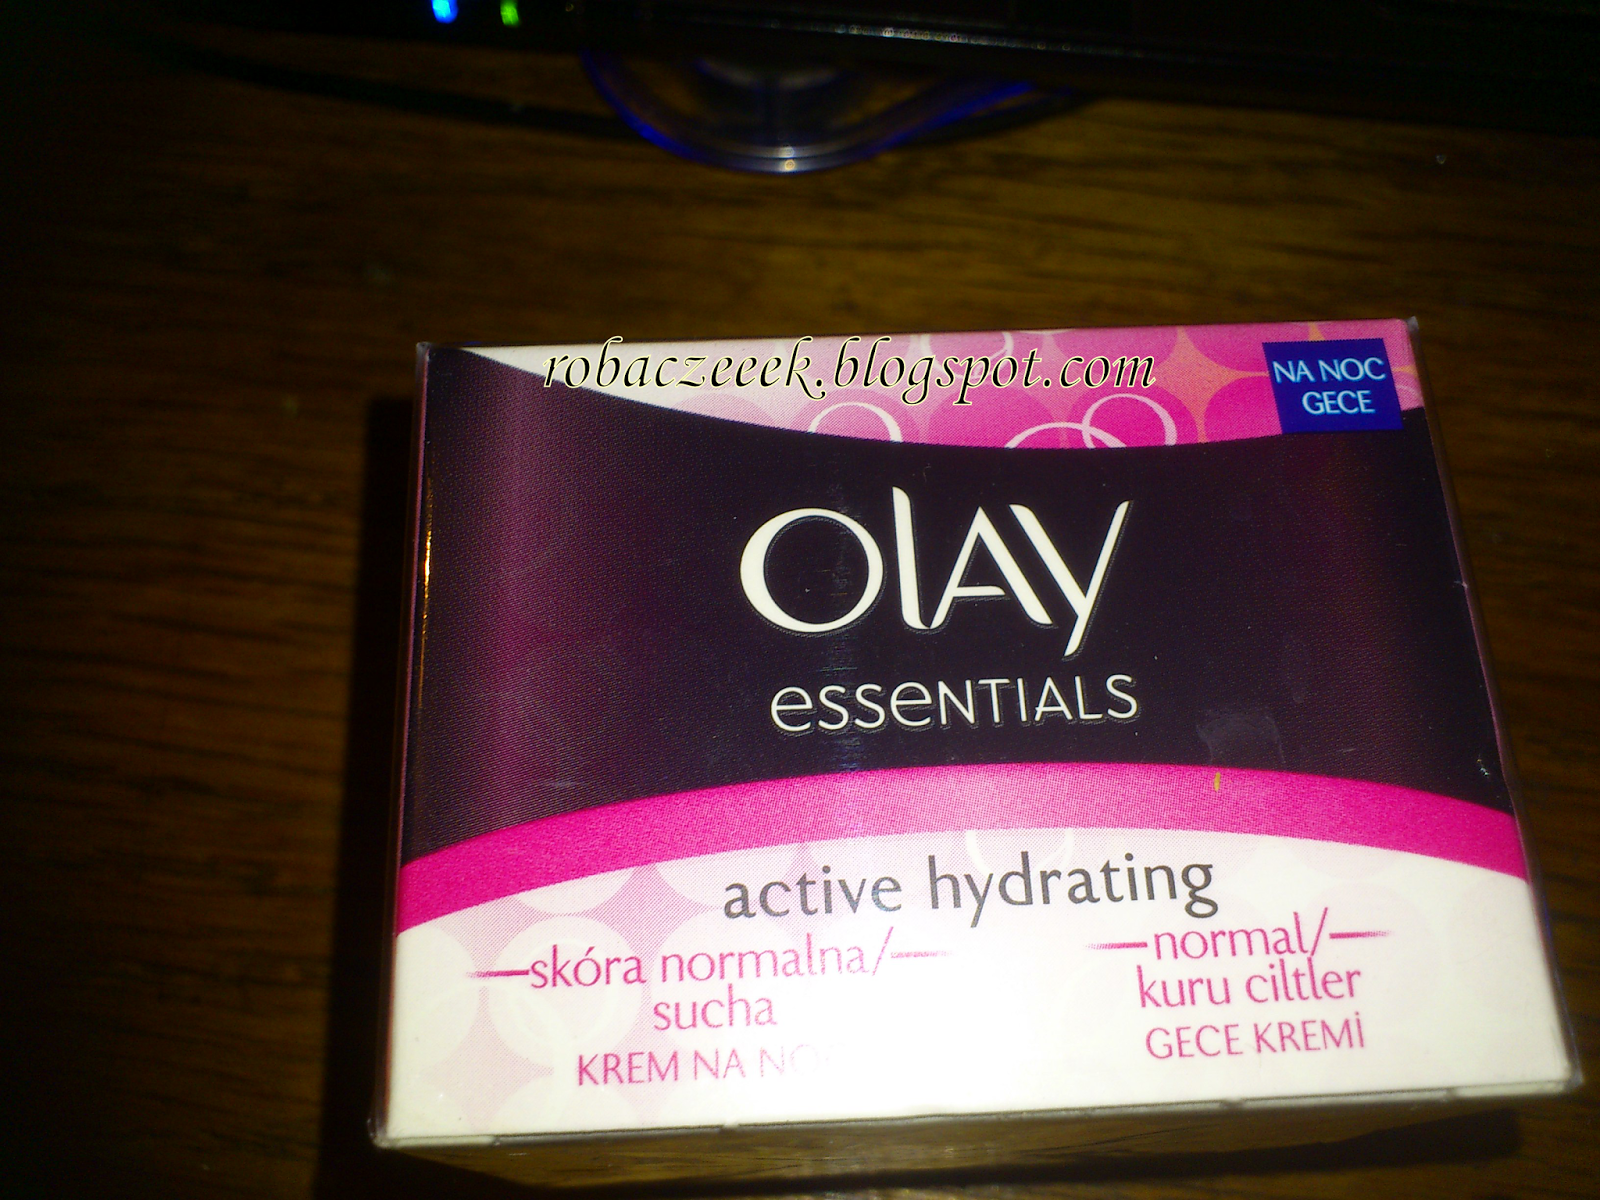 robaczeeek.blogspot.com
NA NOC
GECE
OLAY
essentials
active hydrating
skóra normalna/
sucha
KREM NA NOC
normal/
kuru ciltler
GECE KREMİ